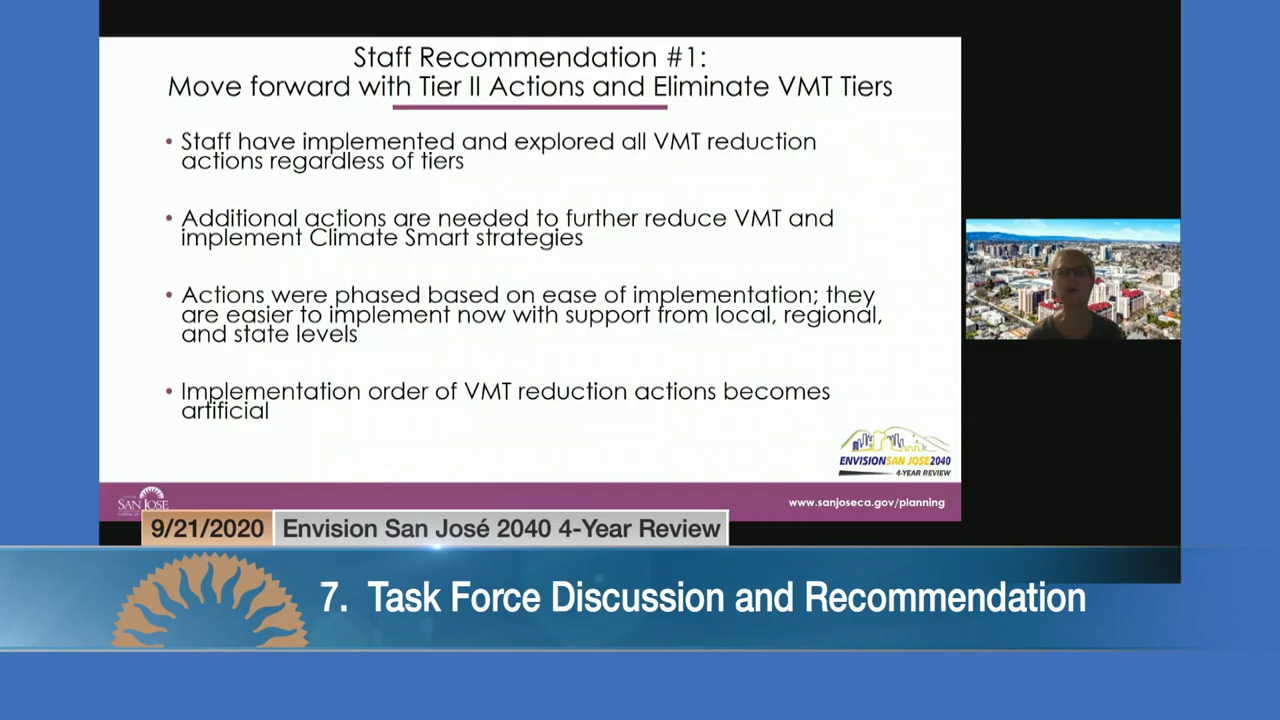 Staff Recommendation #1:
Move forward with Tier II Actions and Eliminate VMT Tiers
• Staff have implemented and explored all VMT reduction
actions regardless of tiers
• Additional actions are needed to further reduce VMT and
implement Climate Smart strategies
• Actions were phased based on ease of implementation; they
are easier to implement now with support from local, regional,
and state levels
• Implementation order of VMT reduction actions becomes
artificial
ENVISIONSAN JOSE2040
4-YEAR REVIEW
SAN JOSE
www.sanjoseca.gov/planning
9/21/2020 Envision San José 2040 4-Year Review
7. Task Force Discussion and Recommendation